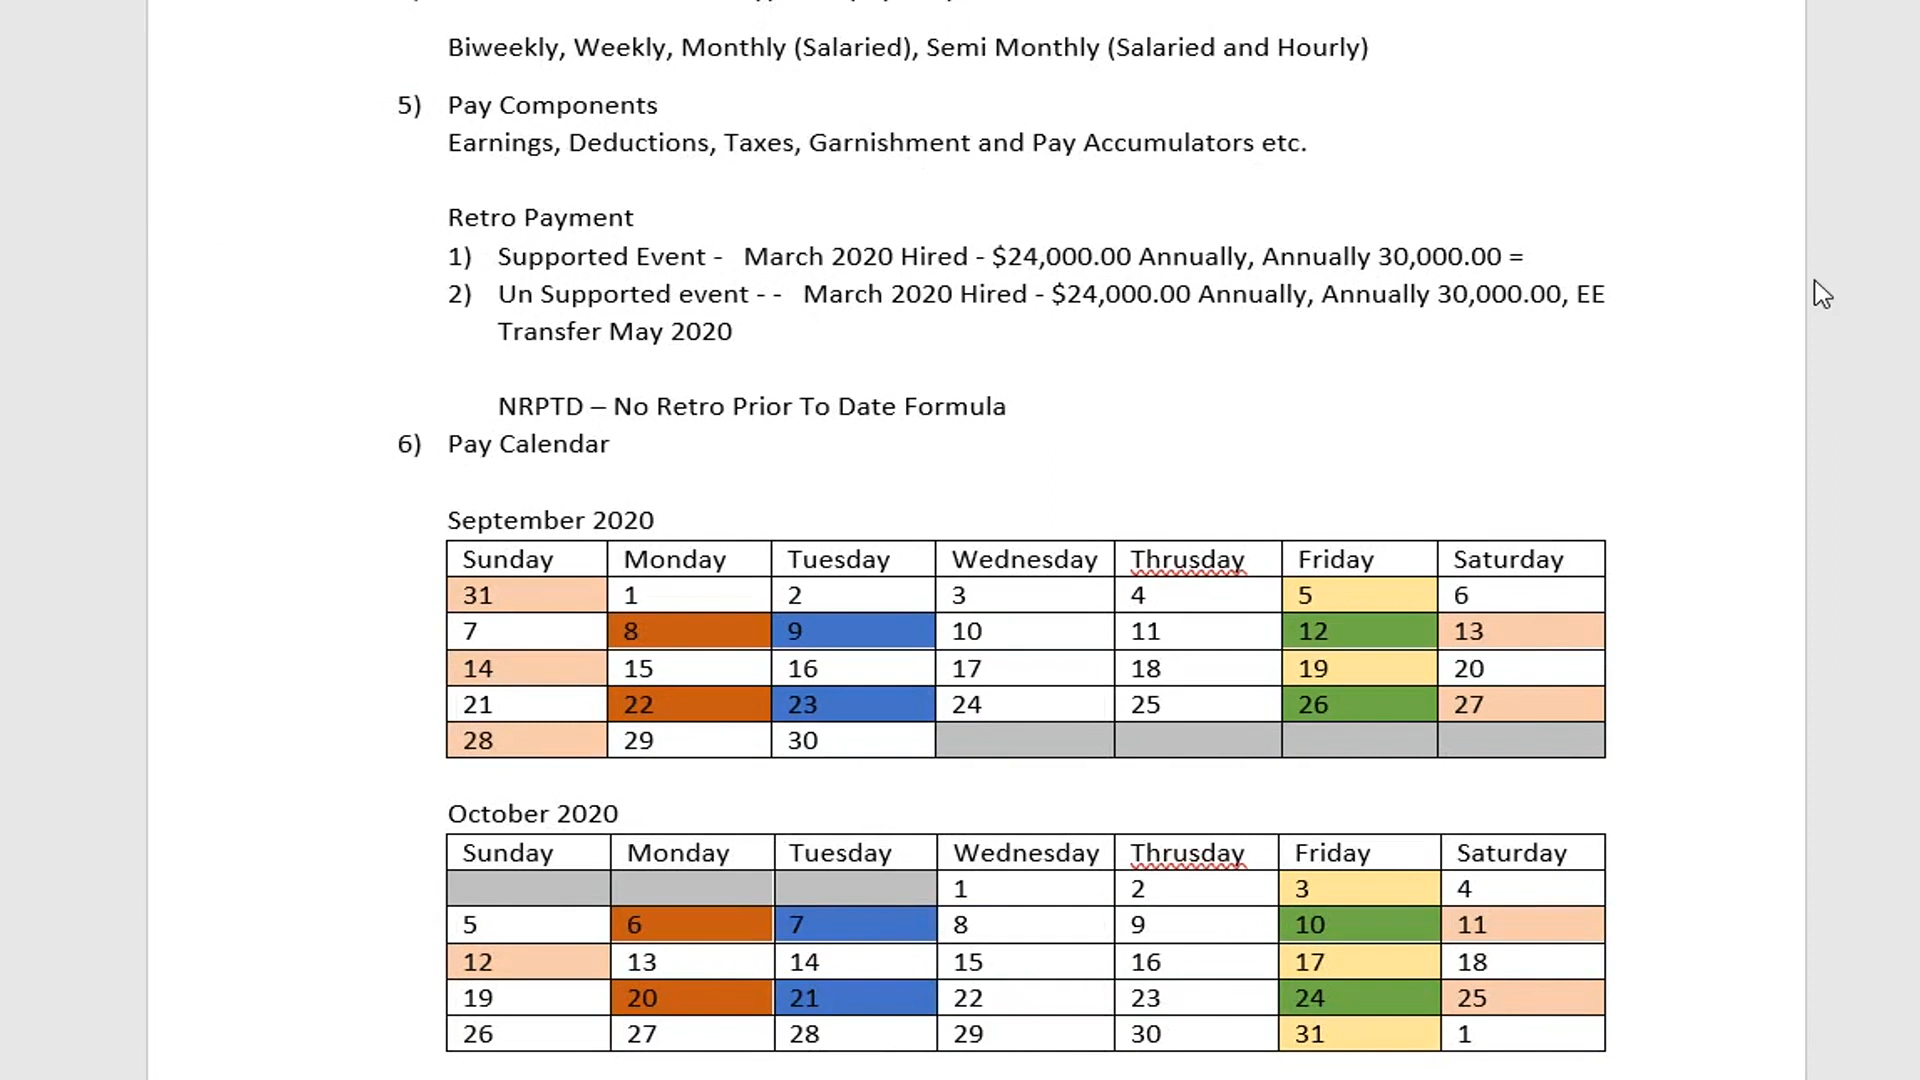 Biweekly, Weekly, Monthly (Salaried), Semi Monthly (Salaried and Hourly)
5) Pay Components
Earnings, Deductions, Taxes, Garnishment and Pay Accumulators etc.
Retro Payment
1) Supported Event - March 2020 Hired - $24,000.00 Annually, Annually 30,000.00 =
2) Un Supported event - - March 2020 Hired - $24,000.00 Annually, Annually 30,000.00, EE
Transfer May 2020
NRPTD – No Retro Prior To Date Formula
6) Pay Calendar
September 2020
Sunday Monday Tuesday Wednesday Thrusday Friday Saturday
31 1 2 3 4 5 6
7 8 9 10 11 12 13
14 15 16 17 18 19 20
21 22 23 24 25 26 27
28 29 30
October 2020
Sunday Monday Tuesday Wednesday Thrusday Friday Saturday
1 2 3 4
5 6 7 8 9 10 11
12 13 14 15 16 17 18
19 20 21 22 23 24 25
26 27 28 29 30 31 1